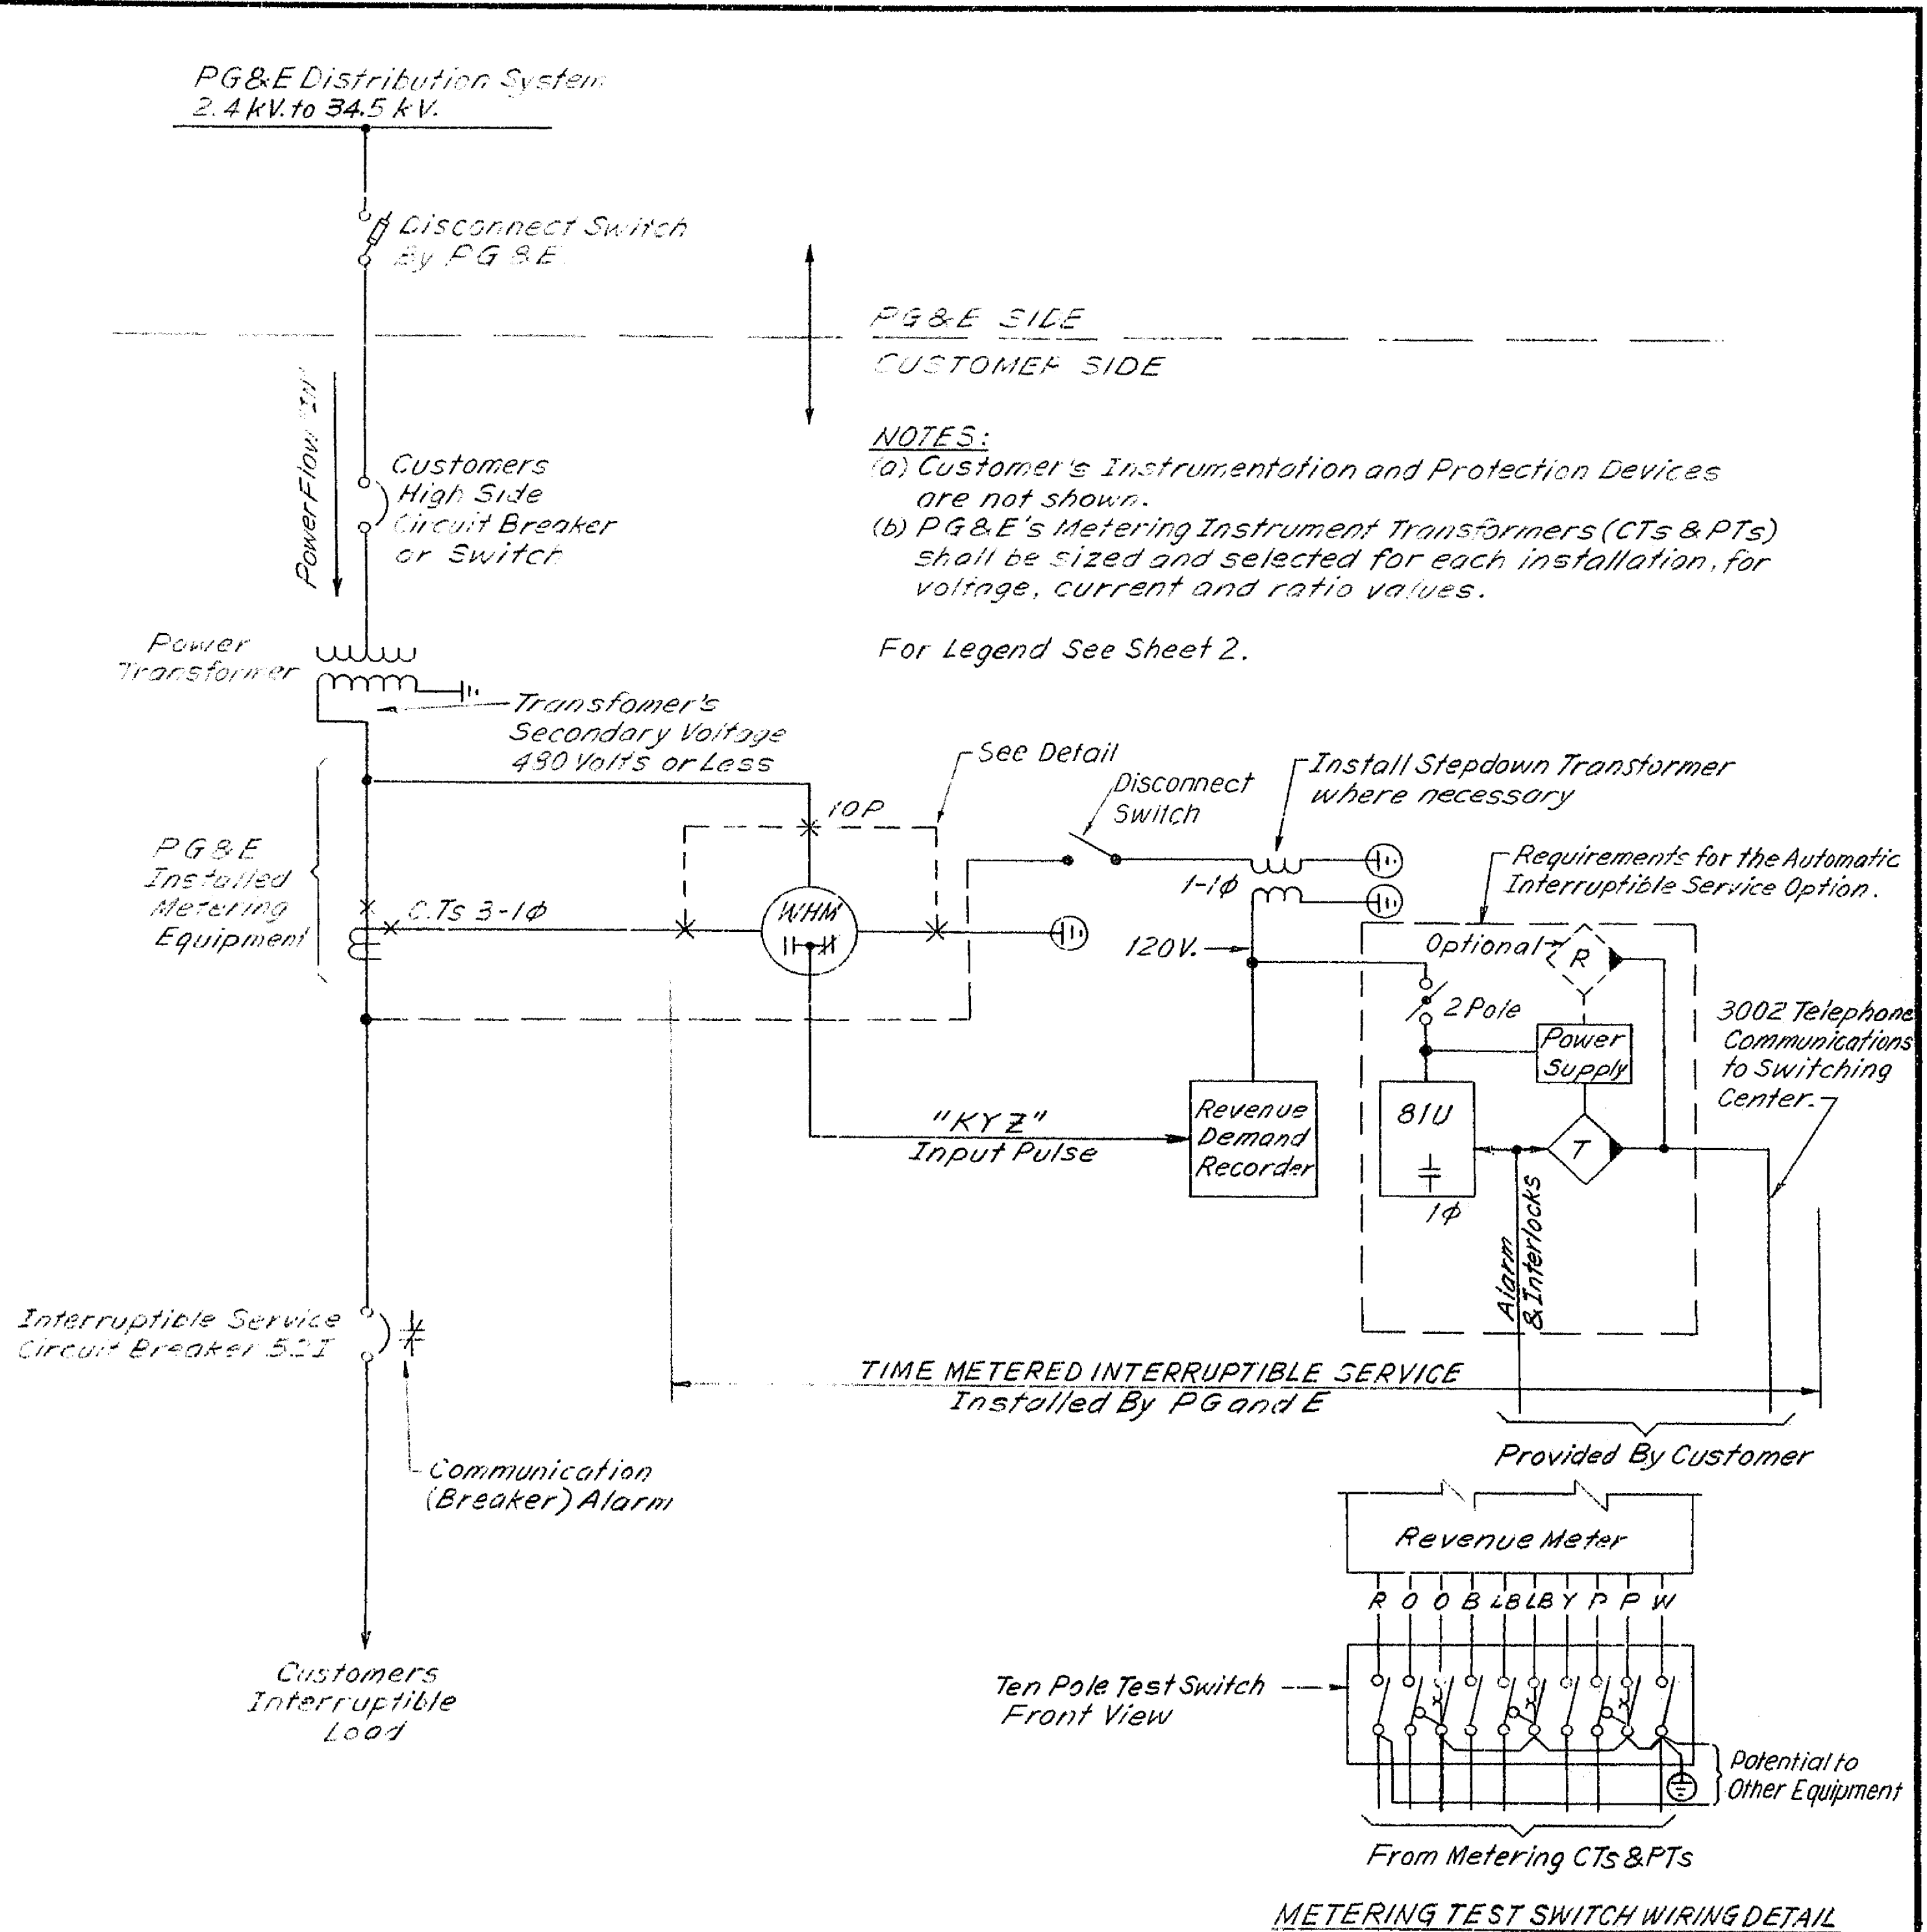 PG&E Distribution System
2.4 kV. to 34.5 kV.
Disconnect Switch
By PG&E
PG&E SIDE
CUSTOMER SIDE
Power Flow "IN"
Customers
High Side
Circuit Breaker
or Switch
NOTES:
(a) Customer's Instrumentation and Protection Devices
are not shown.
(b) PG&E's Metering Instrument Transformers (CTs & PTs)
shall be sized and selected for each installation, for
voltage, current and ratio values.
For Legend See Sheet 2.
Power
Transformer
Transfomer's
Secondary Voltage
480 Volts or Less
See Detail
Disconnect
Switch
Install Stepdown Transformer
where necessary
10P
PG&E
Installed
Metering
Equipment
C.Ts 3-1φ
WHM
1-1φ
120V.
Requirements for the Automatic
Interruptible Service Option.
Optional
R
2 Pole
Power
Supply
3002 Telephone
Communications
to Switching
Center.
"KYZ"
Input Pulse
Revenue
Demand
Recorder
81U
1φ
T
Alarm
& Interlocks
Interruptible Service
Circuit Breaker 52I
TIME METERED INTERRUPTIBLE SERVICE
Installed By PG and E
Provided By Customer
Communication
(Breaker) Alarm
Customers
Interruptible
Load
Revenue Meter
R O O B LB LB Y P P W
Ten Pole Test Switch
Front View
Potential to
Other Equipment
From Metering CTs & PTs
METERING TEST SWITCH WIRING DETAIL